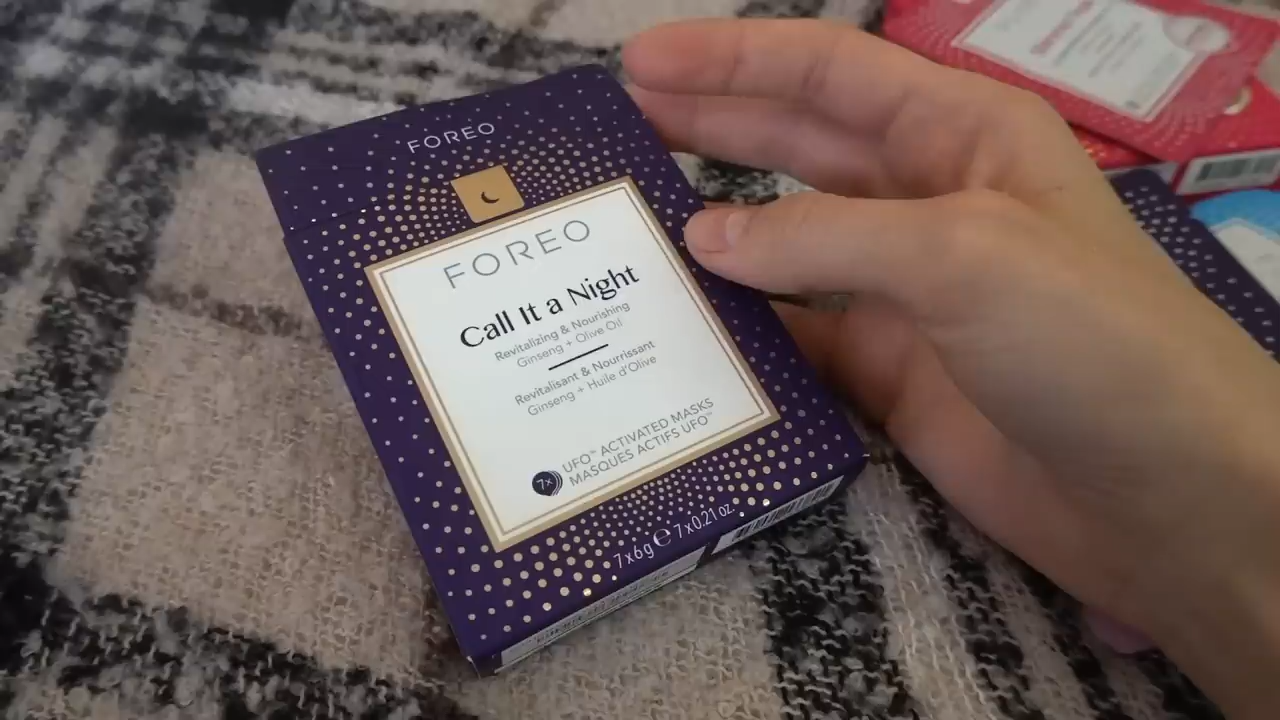 FOREO
FOREO
Call It a Night
Revitalizing & Nourishing
Ginseng + Olive Oil
Revitalisant & Nourrissant
Ginseng + Huile d'Olive
7x
UFO™ ACTIVATED MASKS
MASQUES ACTIFS UFO™
7x6g℮ 7x0.21oz.